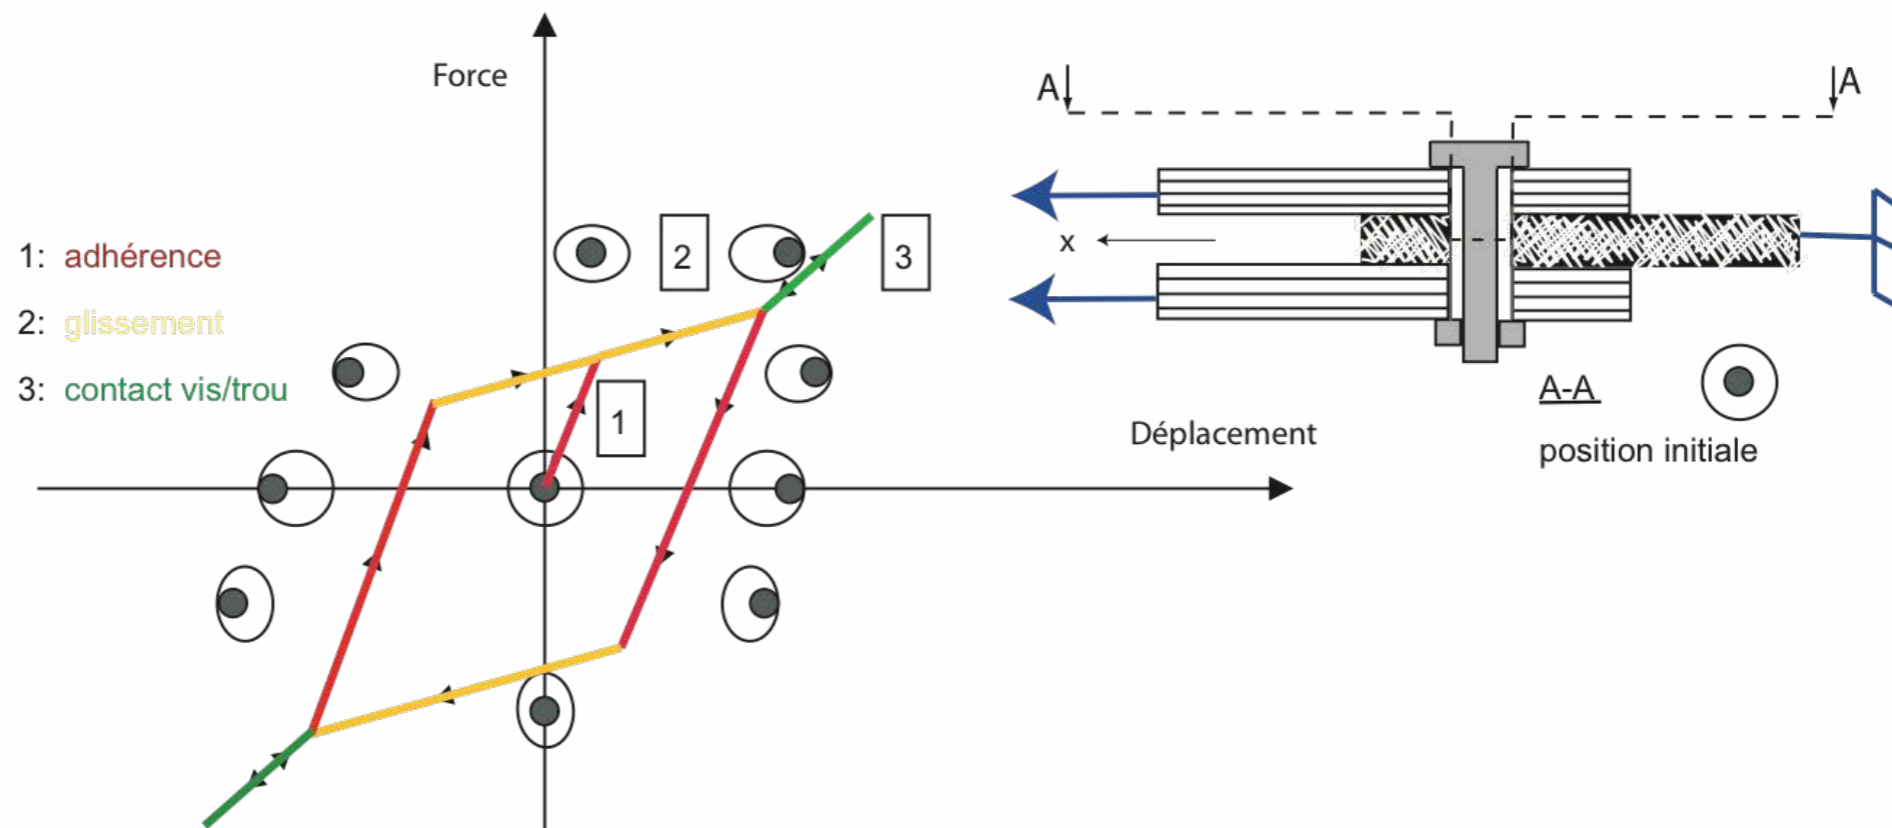 Force
A
A
2
3
x
1: adhérence
2: glissement
3: contact vis/trou
1
A-A
Déplacement
position initiale